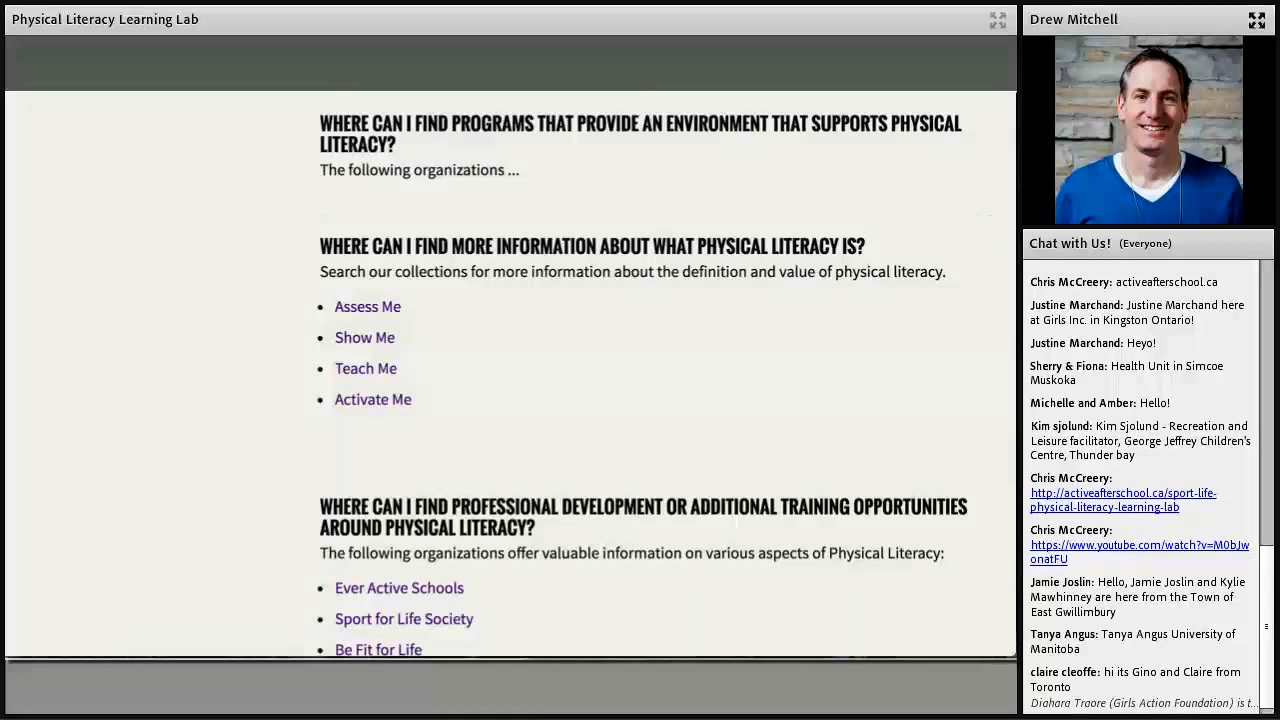 Physical Literacy Learning Lab
WHERE CAN I FIND PROGRAMS THAT PROVIDE AN ENVIRONMENT THAT SUPPORTS PHYSICAL
LITERACY?
The following organizations ...
WHERE CAN I FIND MORE INFORMATION ABOUT WHAT PHYSICAL LITERACY IS?
Search our collections for more information about the definition and value of physical literacy.
Assess Me
Show Me
Teach Me
Activate Me
WHERE CAN I FIND PROFESSIONAL DEVELOPMENT OR ADDITIONAL TRAINING OPPORTUNITIES
AROUND PHYSICAL LITERACY?
The following organizations offer valuable information on various aspects of Physical Literacy:
Ever Active Schools
Sport for Life Society
Be Fit for Life
Drew Mitchell
Chat with Us! (Everyone)
Chris McCreery: activeafterschool.ca
Justine Marchand: Justine Marchand here
at Girls Inc. in Kingston Ontario!
Justine Marchand: Heyo!
Sherry & Fiona: Health Unit in Simcoe
Muskoka
Michelle and Amber: Hello!
Kim sjolund: Kim Sjolund - Recreation and
Leisure facilitator, George Jeffrey Children's
Centre, Thunder bay
Chris McCreery:
http://activeafterschool.ca/sport-life-
physical-literacy-learning-lab
Chris McCreery:
https://www.youtube.com/watch?v=M0bJw
onatFU
Jamie Joslin: Hello, Jamie Joslin and Kylie
Mawhinney are here from the Town of
East Gwillimbury
Tanya Angus: Tanya Angus University of
Manitoba
claire cleoffe: hi its Gino and Claire from
Toronto
Diahara Traore (Girls Action Foundation) is t...